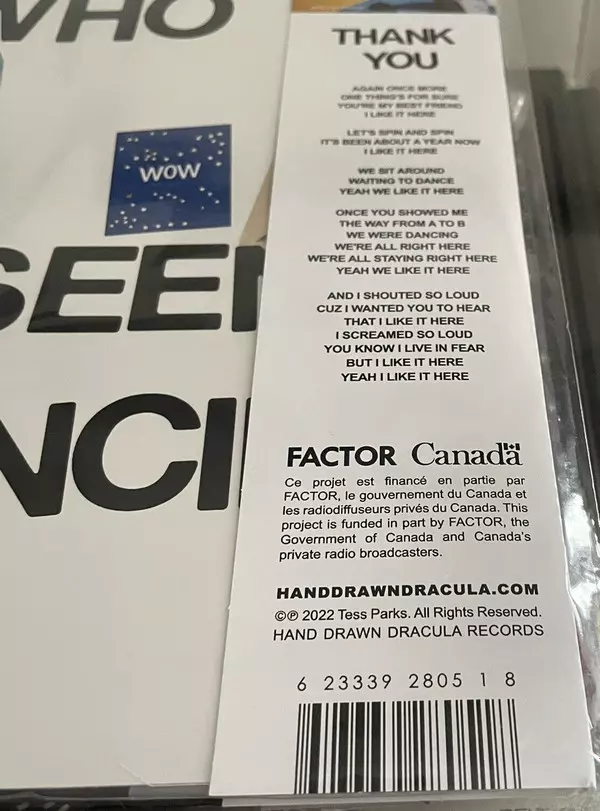 WHO
WOW
SEE
NCI
THANK
YOU
AGAIN ONCE MORE
ONE THING'S FOR SURE
YOU'RE MY BEST FRIEND
I LIKE IT HERE
LET'S SPIN AND SPIN
IT'S BEEN ABOUT A YEAR NOW
I LIKE IT HERE
WE SIT AROUND
WAITING TO DANCE
YEAH WE LIKE IT HERE
ONCE YOU SHOWED ME
THE WAY FROM A TO B
WE WERE DANCING
WE'RE ALL RIGHT HERE
WE'RE ALL STAYING RIGHT HERE
YEAH WE LIKE IT HERE
AND I SHOUTED SO LOUD
CUZ I WANTED YOU TO HEAR
THAT I LIKE IT HERE
I SCREAMED SO LOUD
YOU KNOW I LIVE IN FEAR
BUT I LIKE IT HERE
YEAH I LIKE IT HERE
FACTOR Canada
Ce projet est financé en partie par
FACTOR, le gouvernement du Canada et
les radiodiffuseurs privés du Canada. This
project is funded in part by FACTOR, the
Government of Canada and Canada's
private radio broadcasters.
HANDDRAWNDRACULA.COM
©℗ 2022 Tess Parks. All Rights Reserved.
HAND DRAWN DRACULA RECORDS
6 23339 2805 1 8